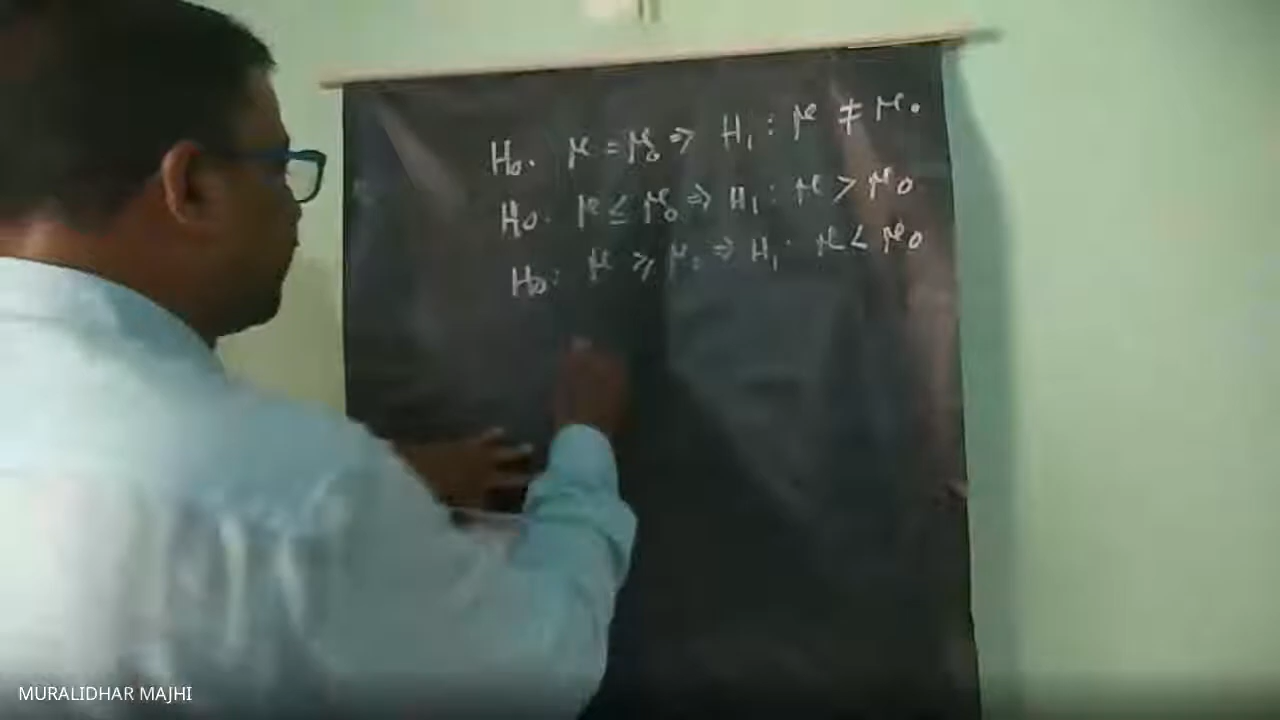 H₀. μ = μ₀ ⇒ H₁ : μ ≠ μ₀
H₀. μ ≤ μ₀ ⇒ H₁ : μ > μ₀
H₀: μ ≥ μ₀ ⇒ H₁ : μ < μ₀
MURALIDHAR MAJHI